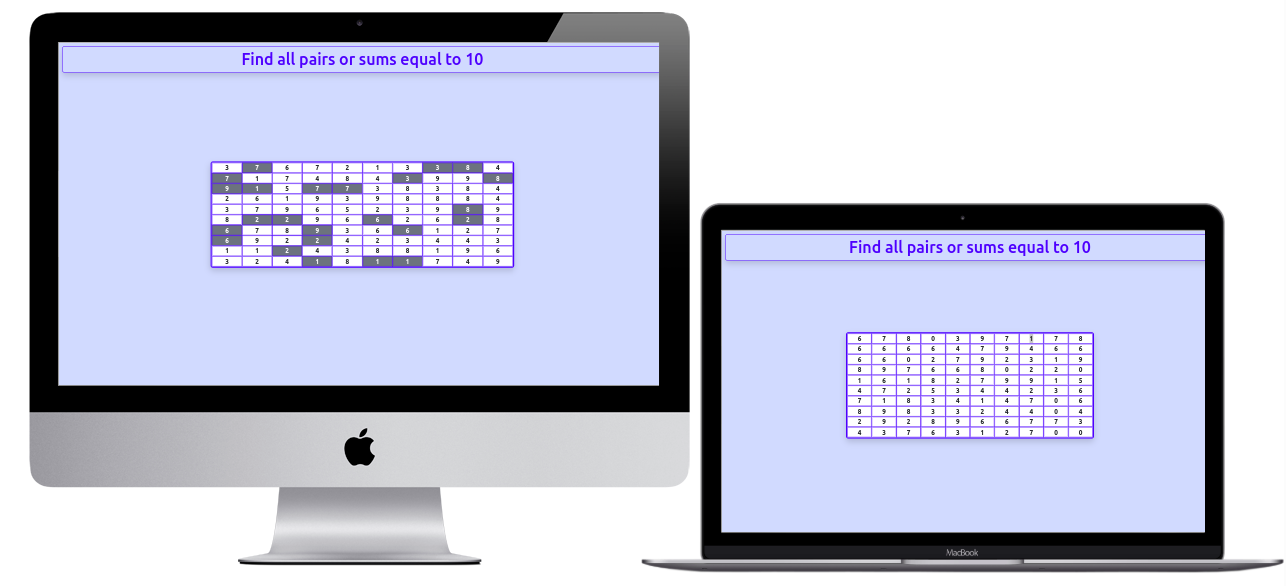 Find all pairs or sums equal to 10
3 7 6 7 2 1 3 3 8 4
7 1 7 4 8 4 3 9 9 8
9 1 5 7 7 3 8 3 8 4
2 6 1 9 3 9 8 8 8 4
3 7 9 6 5 2 3 9 8 9
8 2 2 9 6 6 2 6 2 8
6 7 8 9 3 6 6 1 2 7
6 9 2 2 4 2 3 4 4 3
1 1 2 4 3 8 8 1 9 6
3 2 4 1 8 1 1 7 4 9
Find all pairs or sums equal to 10
6 7 8 0 3 9 7 1 7 8
6 6 6 6 4 7 9 4 6 6
6 6 0 2 7 9 2 3 1 9
8 9 7 6 6 8 0 2 2 0
1 6 1 8 2 7 9 9 1 5
4 7 2 5 3 4 4 2 3 6
7 1 8 3 4 1 4 7 0 6
8 9 8 3 3 2 4 4 0 4
2 9 2 8 9 6 6 7 7 3
4 3 7 6 3 1 2 7 0 0
MacBook